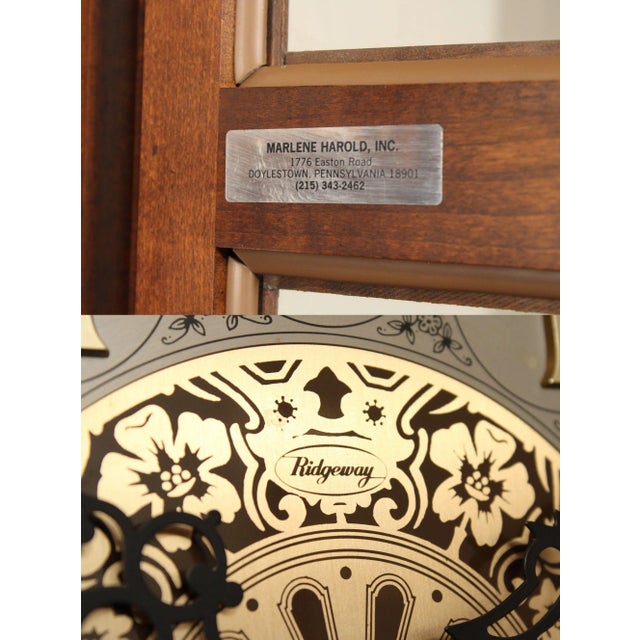 MARLENE HAROLD, INC.
1776 Easton Road
DOYLESTOWN, PENNSYLVANIA 18901
(215) 343-2462
Ridgeway